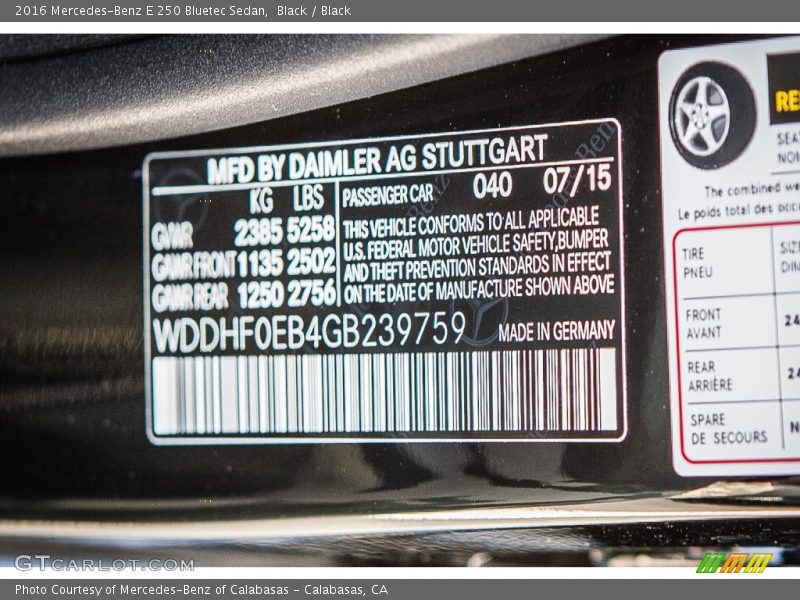 2016 Mercedes-Benz E 250 Bluetec Sedan,  Black / Black
MFD BY DAIMLER AG STUTTGART
KG LBS PASSENGER CAR 040 07/15
GVWR 2385 5258
GAWR FRONT 1135 2502
GAWR REAR 1250 2756
THIS VEHICLE CONFORMS TO ALL APPLICABLE
U.S. FEDERAL MOTOR VEHICLE SAFETY, BUMPER
AND THEFT PREVENTION STANDARDS IN EFFECT
ON THE DATE OF MANUFACTURE SHOWN ABOVE
WDDHF0EB4GB239759 MADE IN GERMANY
The combined
Le poids total des
TIRE
PNEU
FRONT
AVANT
REAR
ARRIÈRE
SPARE
DE SECOURS
GTCARLOT.COM
Photo Courtesy of Mercedes-Benz of Calabasas - Calabasas, CA